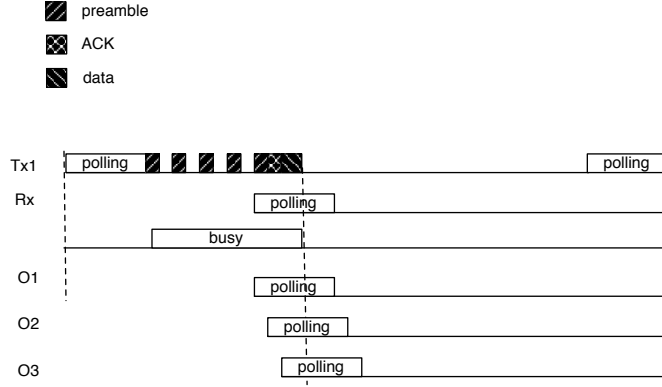 preamble
ACK
data
Tx1 polling polling
Rx polling
busy
O1 polling
O2 polling
O3 polling